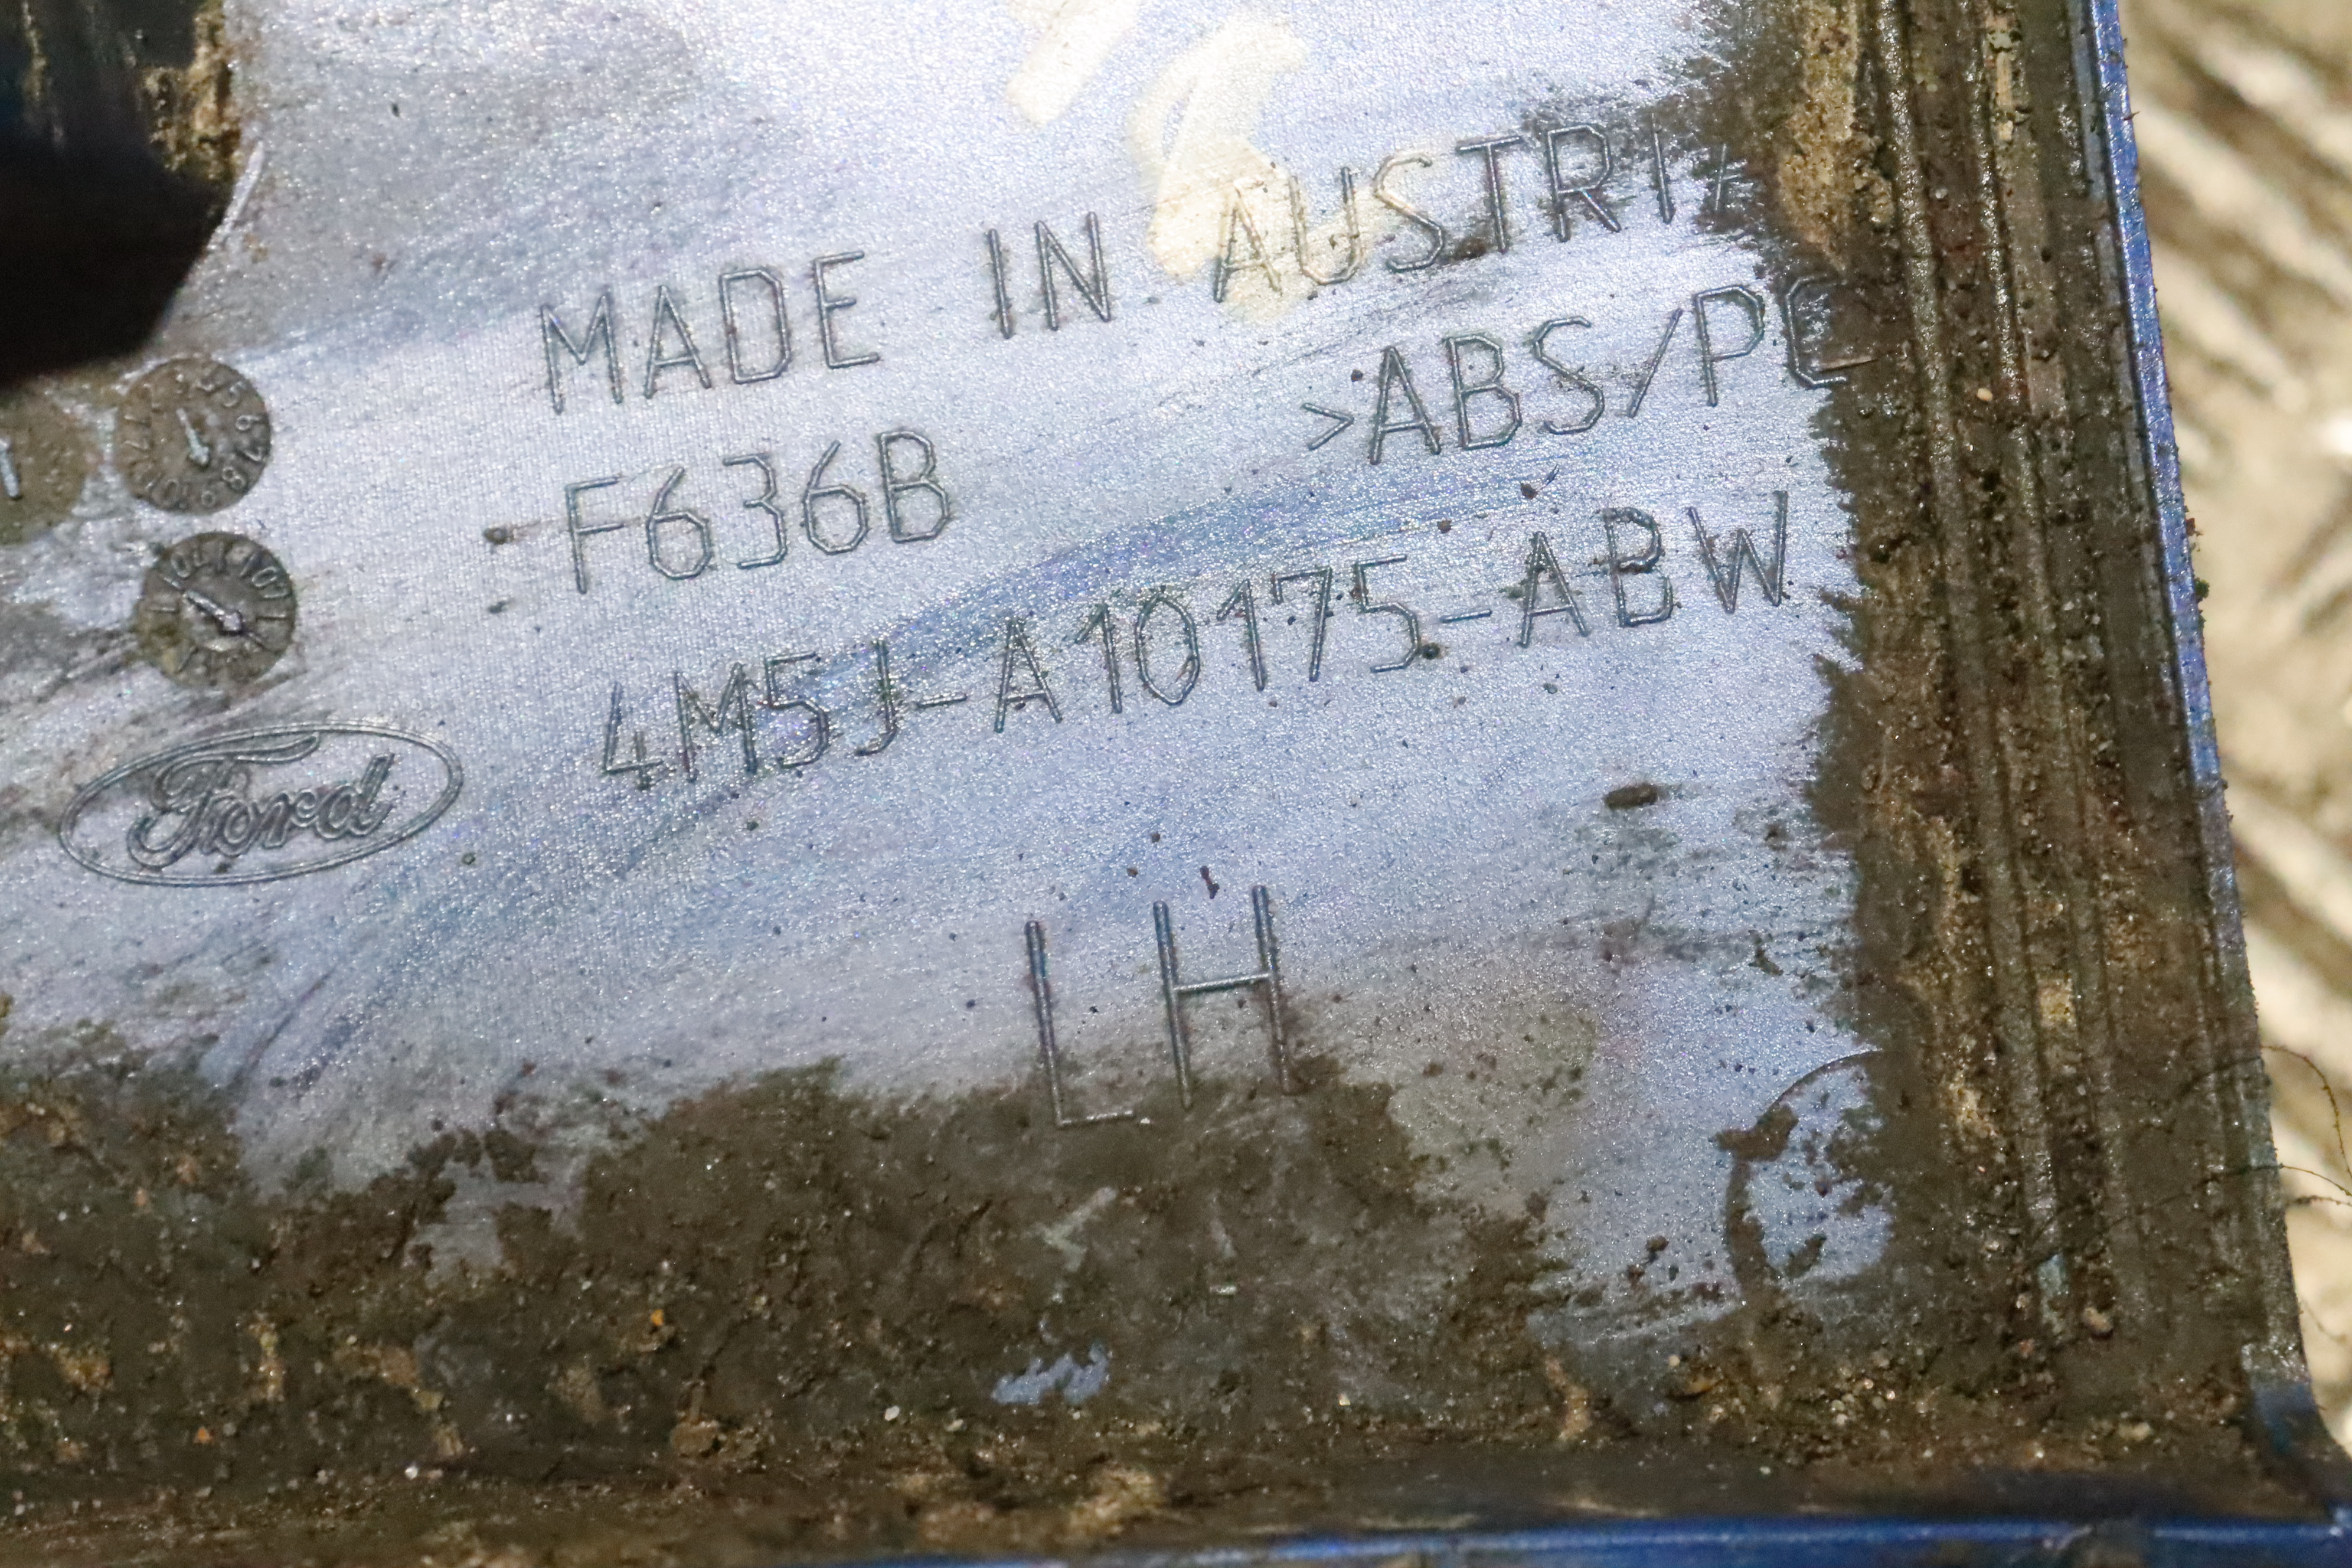 MADE IN AUSTRIA
F636B >ABS/PC
4M5J-A10175-ABW
Ford
LH